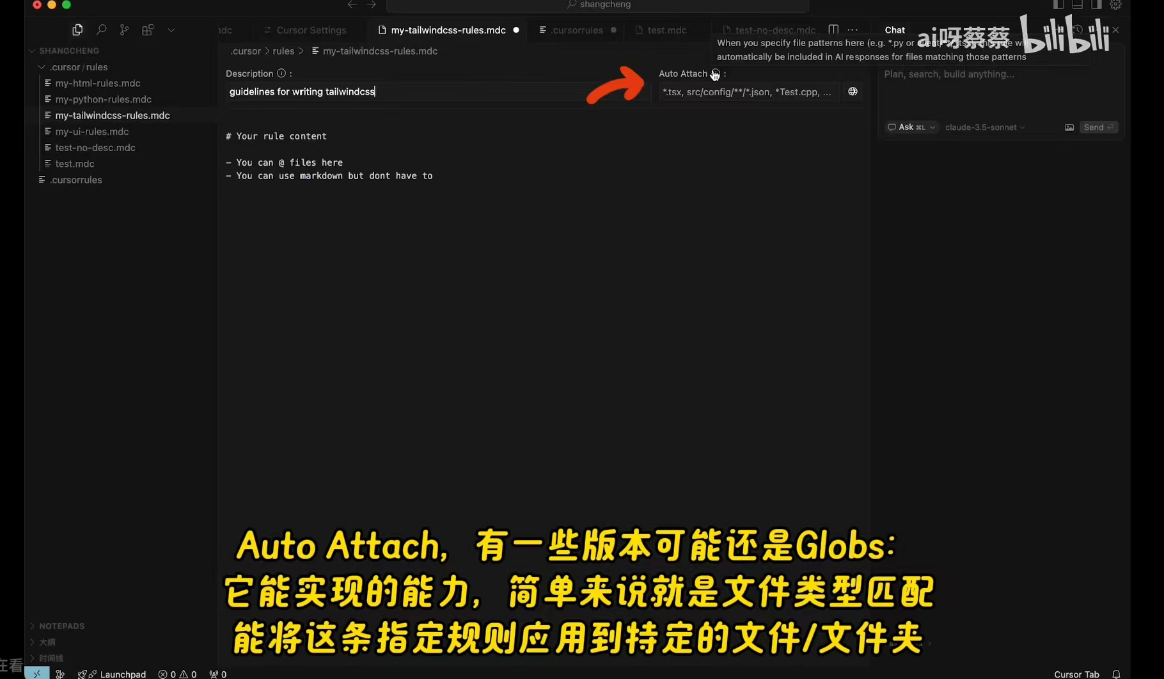 shangcheng
dc
Cursor Settings
my-tailwindcss-rules.mdc
.cursorrules
test.mdc
test-no-desc.mdc
Chat
ai呀蔡蔡
bilibili
SHANGCHENG
.cursor / rules
my-html-rules.mdc
my-python-rules.mdc
my-tailwindcss-rules.mdc
my-ui-rules.mdc
test-no-desc.mdc
test.mdc
.cursorrules
.cursor > rules > my-tailwindcss-rules.mdc
When you specify file patterns here (e.g. *.py or
automatically be included in AI responses for files matching those patterns
Description :
Auto Attach :
guidelines for writing tailwindcss
*.tsx, src/config/**/*.json, *Test.cpp, ...
Plan, search, build anything...
Ask ⌘L
claude-3.5-sonnet
Send
# Your rule content
- You can @ files here
- You can use markdown but dont have to
Auto Attach，有一些版本可能还是Globs：
它能实现的能力，简单来说就是文件类型匹配
能将这条指定规则应用到特定的文件/文件夹
NOTEPADS
大纲
时间线
在看
Launchpad
0
0
0
Cursor Tab